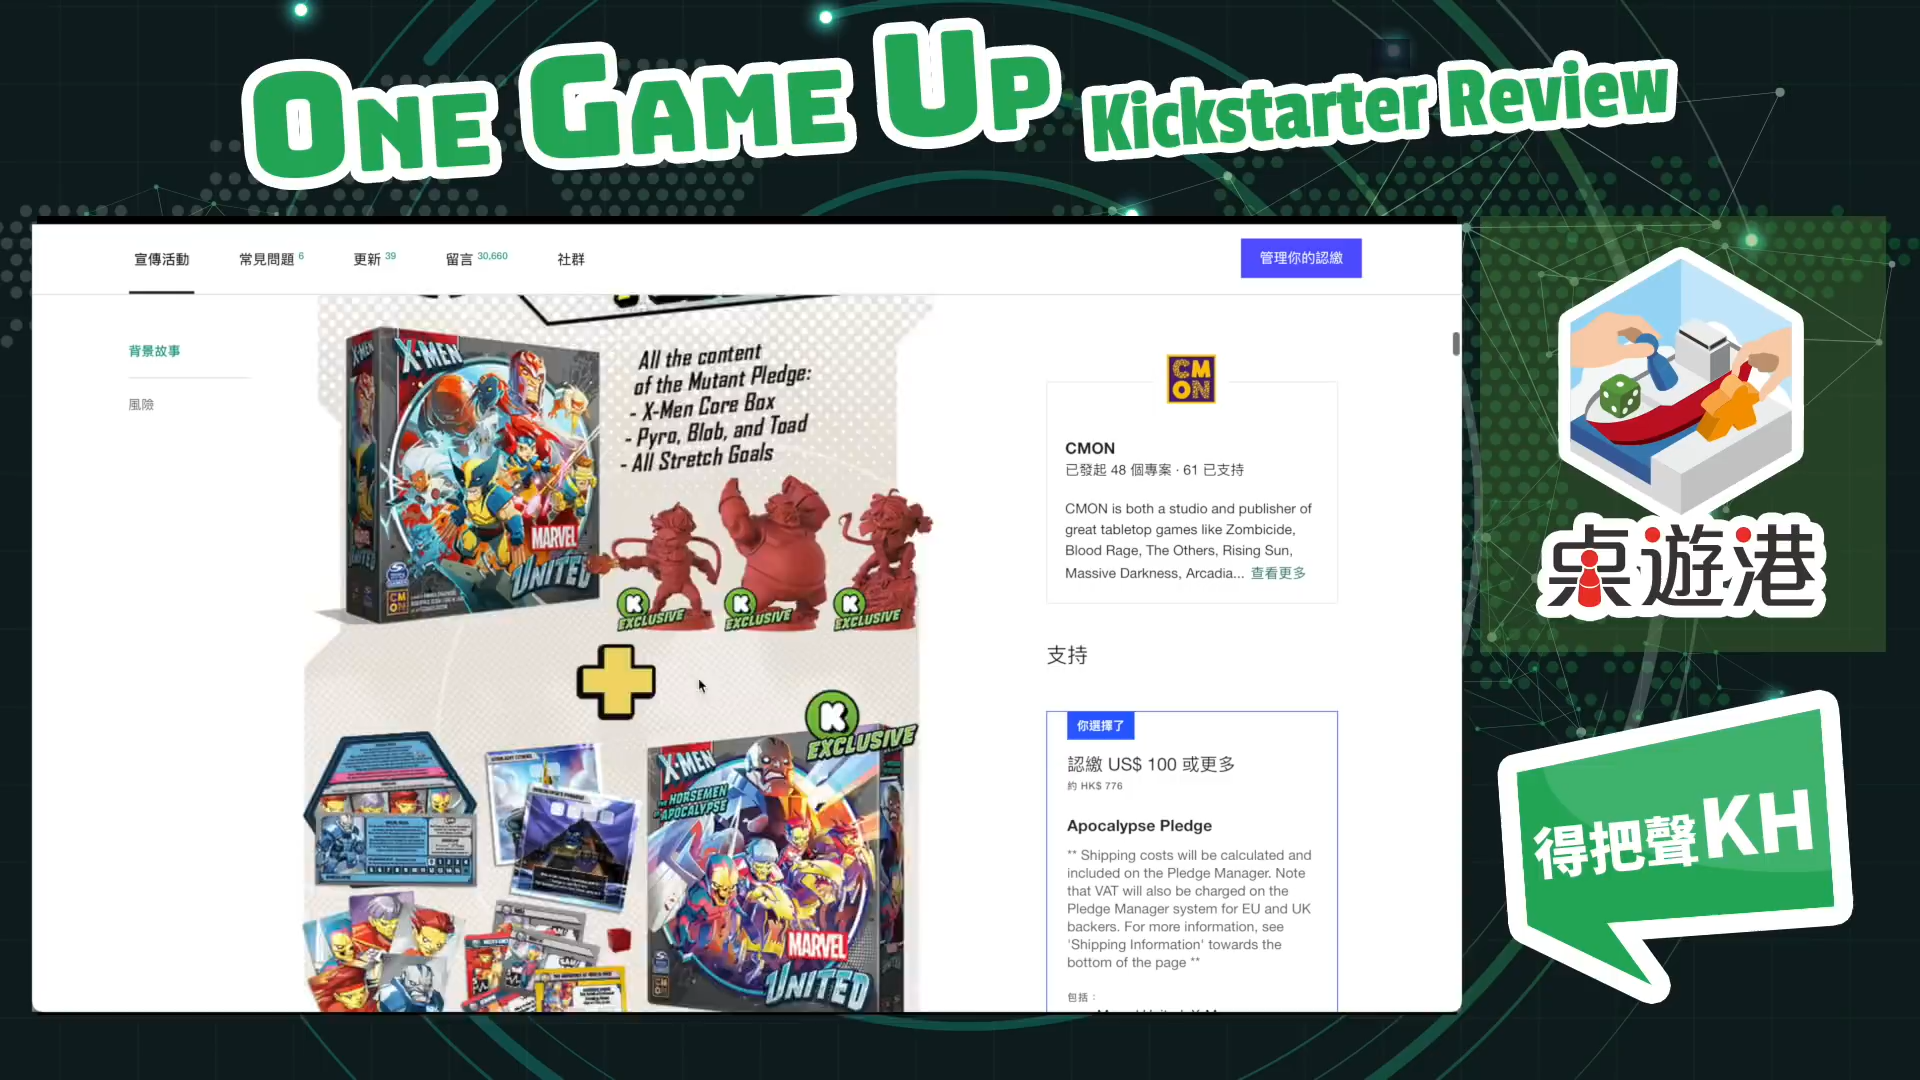 ONE GAME UP Kickstarter Review
宣傳活動
常見問題 6
更新 39
留言 30,660
社群
管理你的認繳
背景故事
風險
X-MEN
MARVEL
UNITED
CMON
All the content
of the Mutant Pledge:
- X-Men Core Box
- Pyro, Blob, and Toad
- All Stretch Goals
K
EXCLUSIVE
K
EXCLUSIVE
K
EXCLUSIVE
K
EXCLUSIVE
X-MEN
THE HORSEMEN
OF APOCALYPSE
MARVEL
UNITED
CMON
CMON
已發起 48 個專案 · 61 已支持
CMON is both a studio and publisher of
great tabletop games like Zombicide,
Blood Rage, The Others, Rising Sun,
Massive Darkness, Arcadia... 查看更多
支持
你選擇了
認繳 US$ 100 或更多
約 HK$ 776
Apocalypse Pledge
** Shipping costs will be calculated and
included on the Pledge Manager. Note
that VAT will also be charged on the
Pledge Manager system for EU and UK
backers. For more information, see
'Shipping Information' towards the
bottom of the page **
包括：
桌遊港
得把聲KH